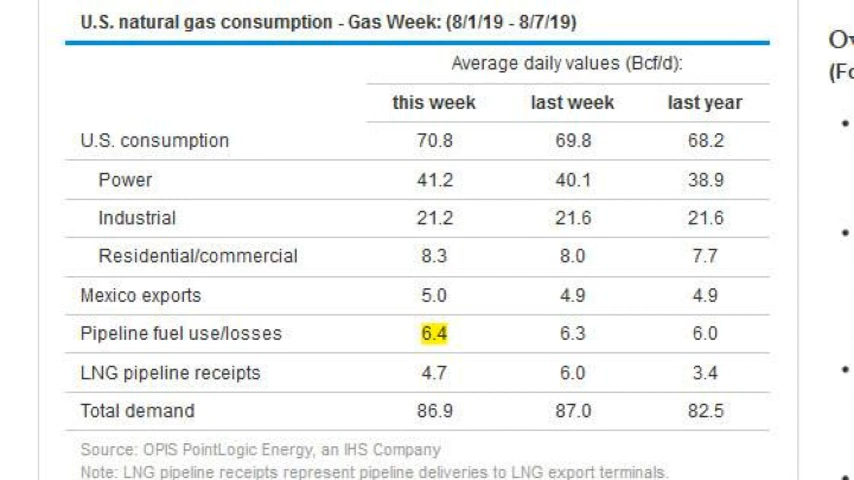 U.S. natural gas consumption - Gas Week: (8/1/19 - 8/7/19)
Average daily values (Bcf/d):
this week last week last year
U.S. consumption 70.8 69.8 68.2
Power 41.2 40.1 38.9
Industrial 21.2 21.6 21.6
Residential/commercial 8.3 8.0 7.7
Mexico exports 5.0 4.9 4.9
Pipeline fuel use/losses 6.4 6.3 6.0
LNG pipeline receipts 4.7 6.0 3.4
Total demand 86.9 87.0 82.5
Source: OPIS PointLogic Energy, an IHS Company
Note: LNG pipeline receipts represent pipeline deliveries to LNG export terminals.